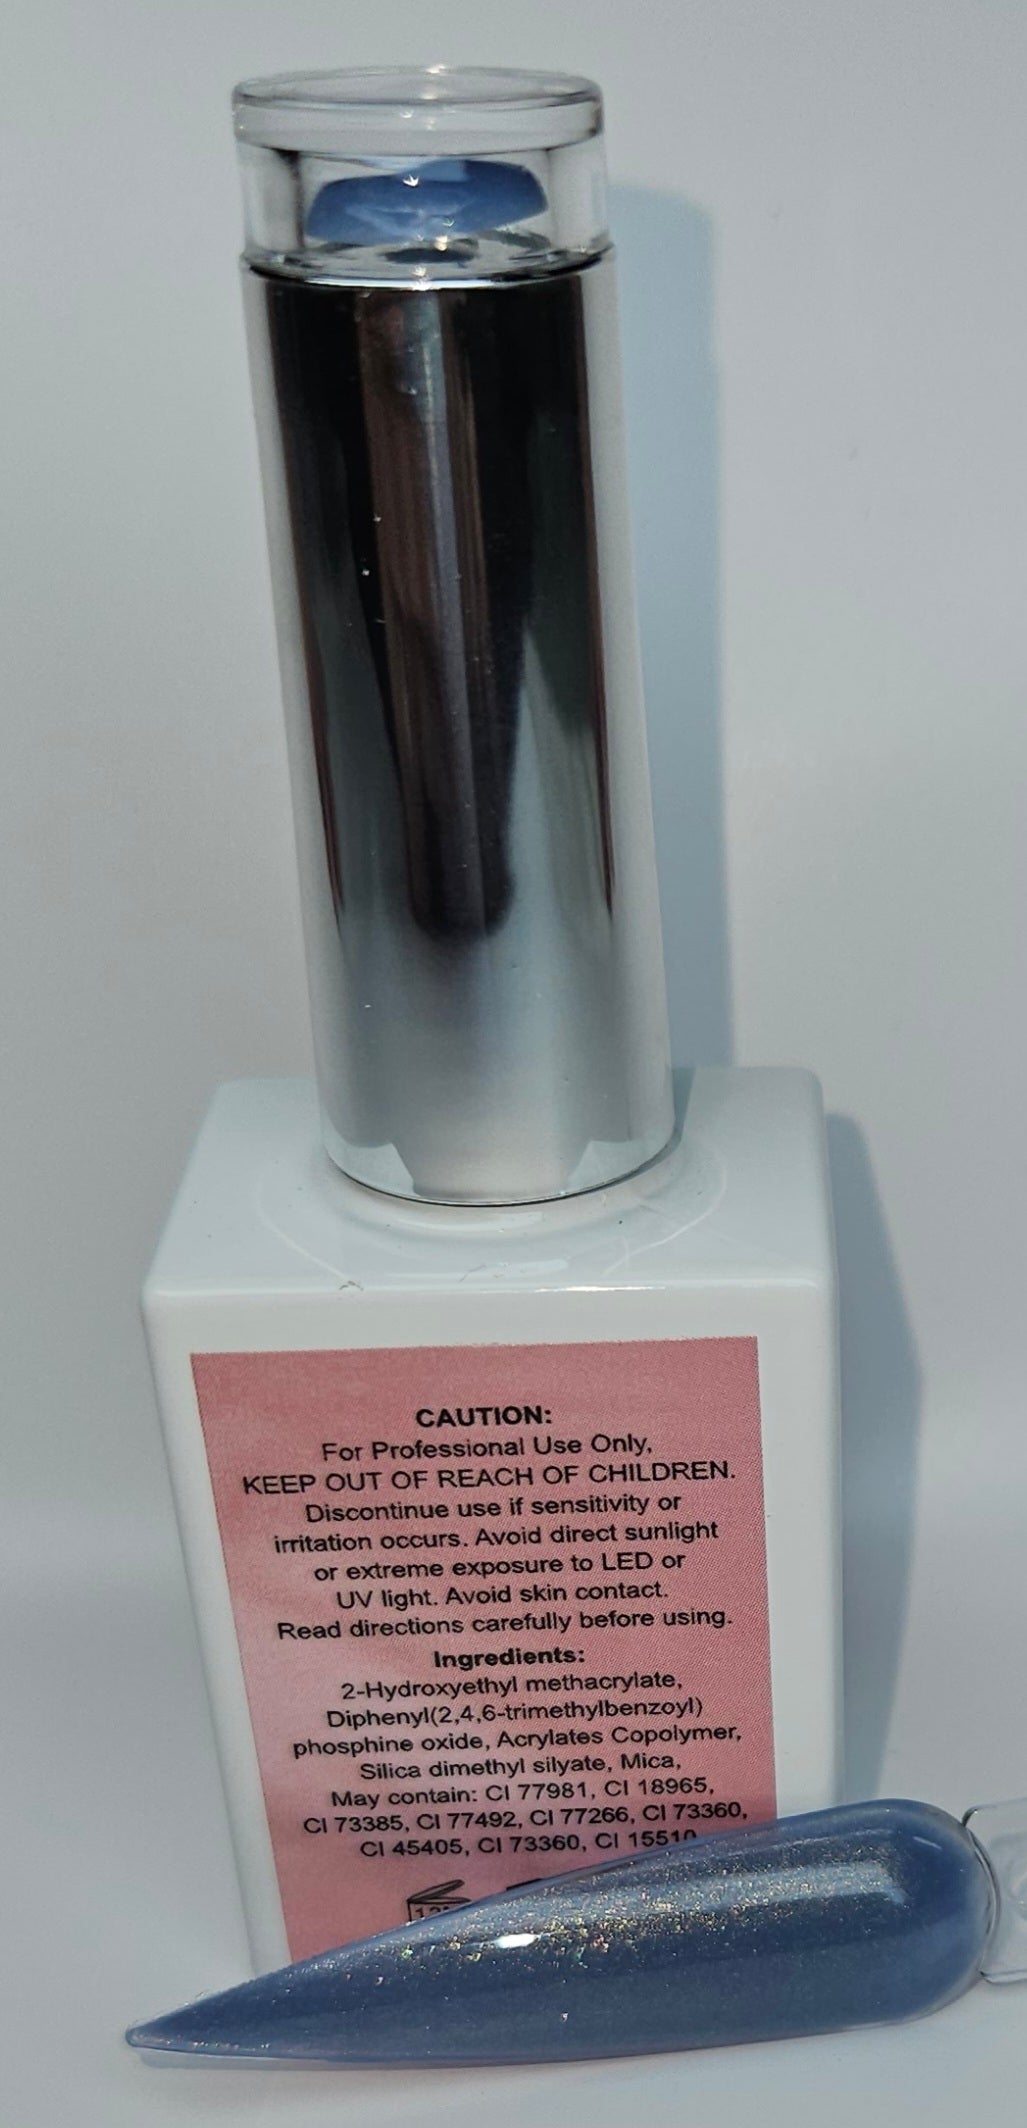 CAUTION:
For Professional Use Only,
KEEP OUT OF REACH OF CHILDREN.
Discontinue use if sensitivity or
irritation occurs. Avoid direct sunlight
or extreme exposure to LED or
UV light. Avoid skin contact.
Read directions carefully before using.
Ingredients:
2-Hydroxyethyl methacrylate,
Diphenyl(2,4,6-trimethylbenzoyl)
phosphine oxide, Acrylates Copolymer,
Silica dimethyl silyate, Mica,
May contain: CI 77981, CI 18965,
CI 73385, CI 77492, CI 77266, CI 73360,
CI 45405, CI 73360, CI 15510